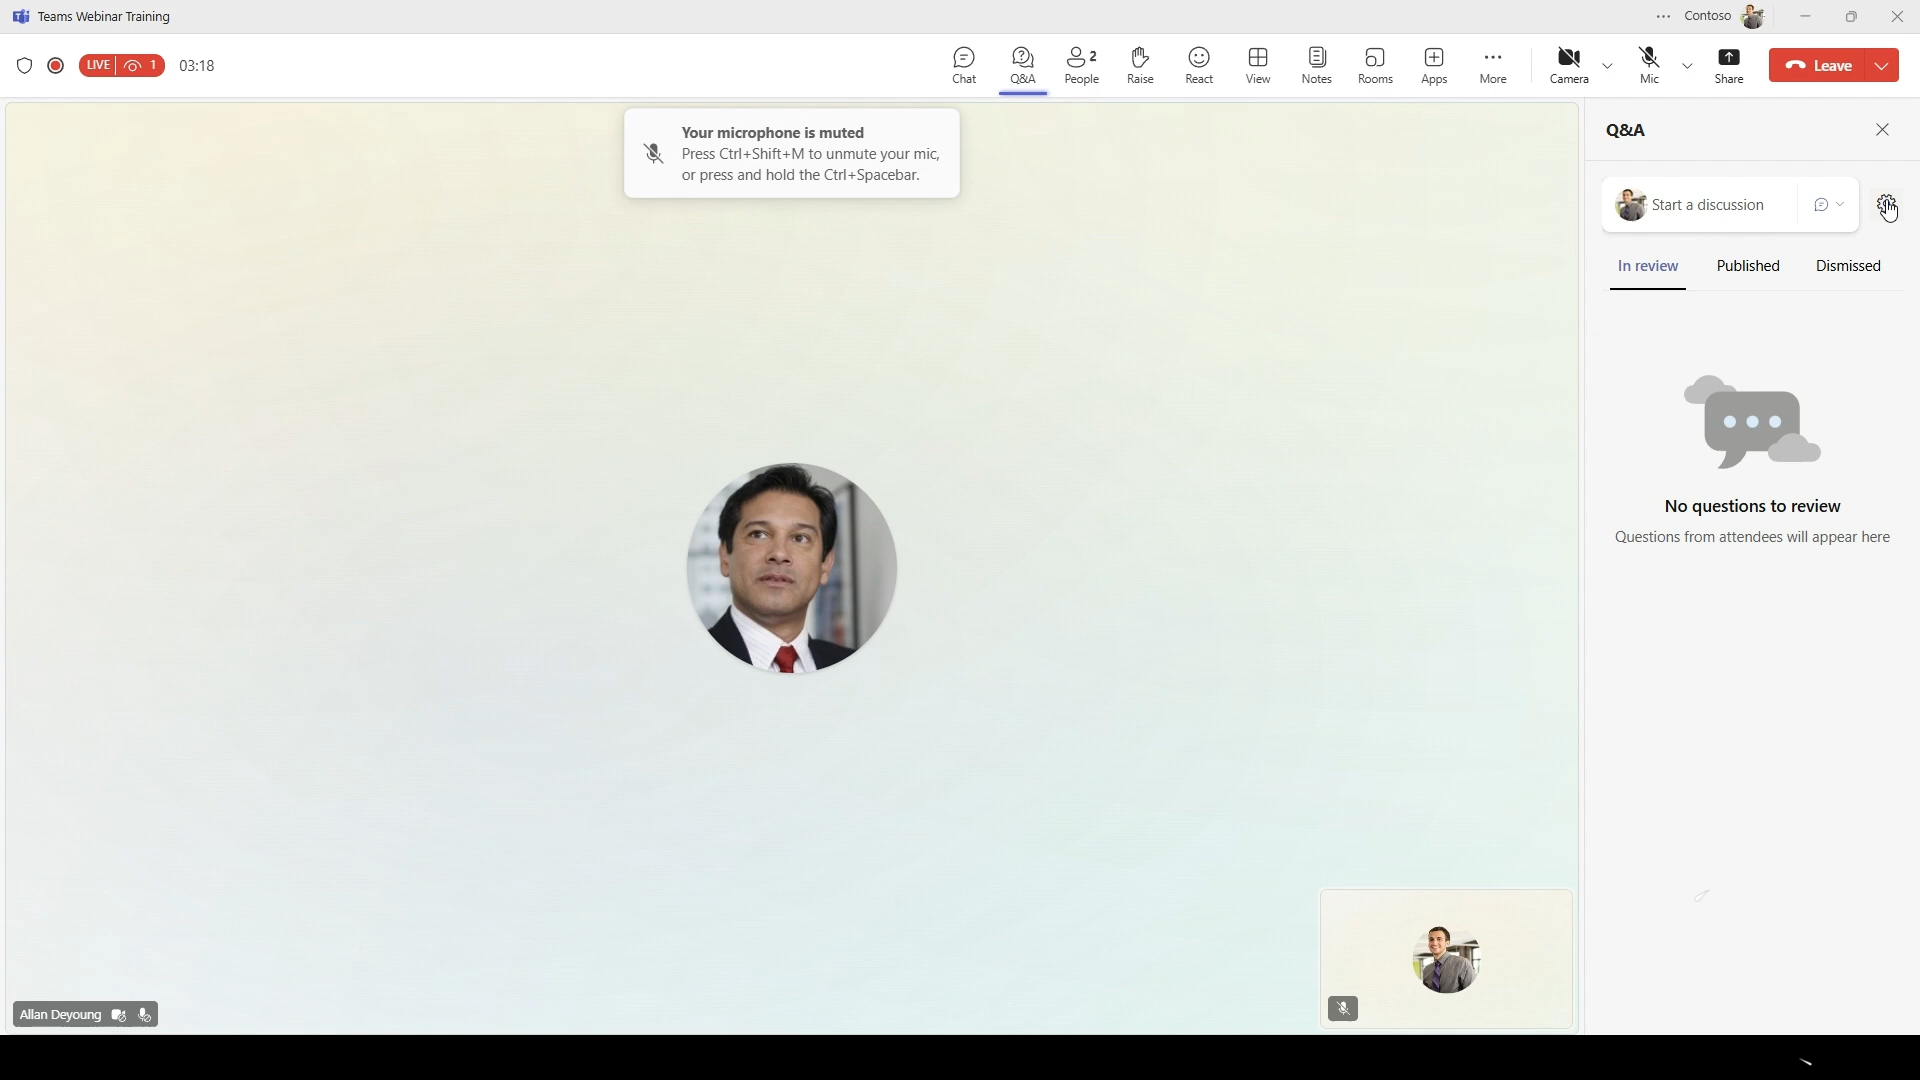 Teams Webinar Training
Contoso
LIVE 1 03:18
Chat Q&A People 2 Raise React View Notes Rooms Apps More Camera Mic Share Leave
Your microphone is muted
Press Ctrl+Shift+M to unmute your mic,
or press and hold the Ctrl+Spacebar.
Q&A
Start a discussion
In review Published Dismissed
No questions to review
Questions from attendees will appear here
Allan Deyoung